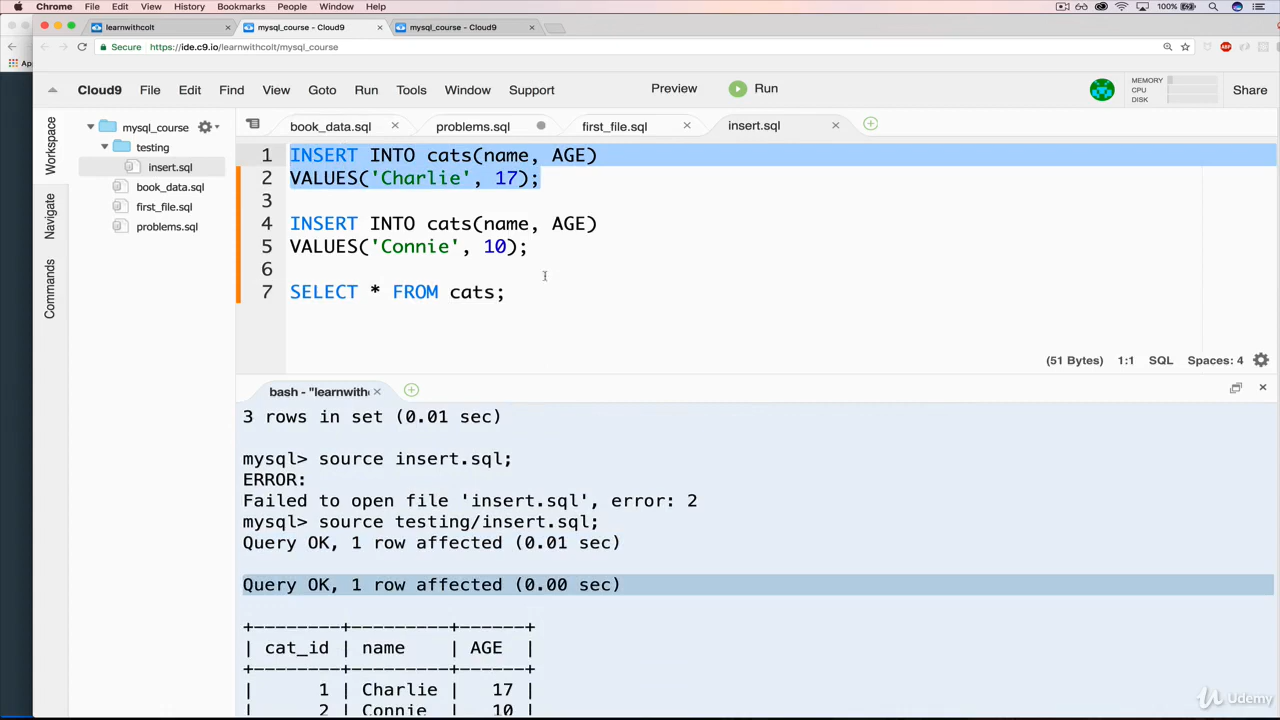 Chrome File Edit View History Bookmarks People Window Help 100%
learnwithcolt mysql_course - Cloud9 mysql_course - Cloud9
Secure https://ide.c9.io/learnwithcolt/mysql_course
Cloud9 File Edit Find View Goto Run Tools Window Support Preview Run MEMORY CPU DISK Share
Workspace
Navigate
Commands
mysql_course
testing
insert.sql
book_data.sql
first_file.sql
problems.sql
book_data.sql problems.sql first_file.sql insert.sql
1 INSERT INTO cats(name, AGE)
2 VALUES('Charlie', 17);
3
4 INSERT INTO cats(name, AGE)
5 VALUES('Connie', 10);
6
7 SELECT * FROM cats;
(51 Bytes) 1:1 SQL Spaces: 4
bash - "learnwith
3 rows in set (0.01 sec)
mysql> source insert.sql;
ERROR:
Failed to open file 'insert.sql', error: 2
mysql> source testing/insert.sql;
Query OK, 1 row affected (0.01 sec)
Query OK, 1 row affected (0.00 sec)
+--------+---------+------+
| cat_id | name | AGE |
+--------+---------+------+
| 1 | Charlie | 17 |
| 2 | Connie | 10 |
Udemy